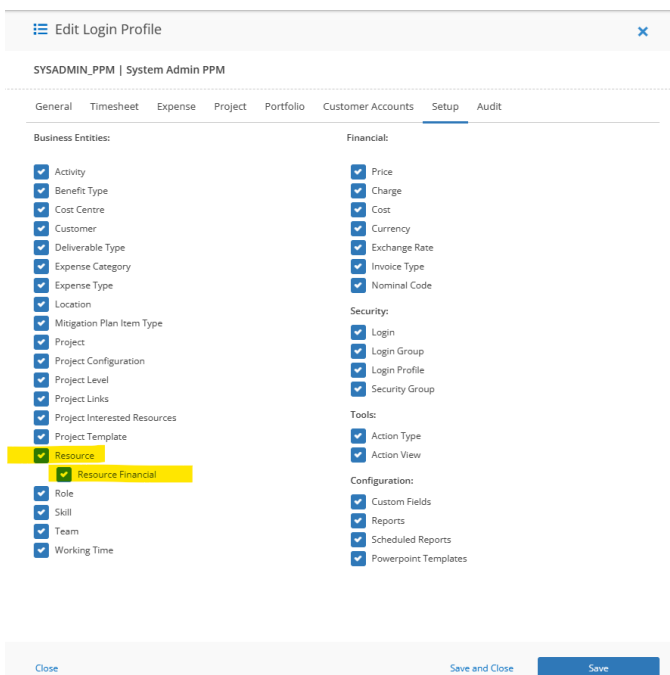 Edit Login Profile
SYSADMIN_PPM | System Admin PPM
General Timesheet Expense Project Portfolio Customer Accounts Setup Audit
Business Entities:
Activity
Benefit Type
Cost Centre
Customer
Deliverable Type
Expense Category
Expense Type
Location
Mitigation Plan Item Type
Project
Project Configuration
Project Level
Project Links
Project Interested Resources
Project Template
Resource
Resource Financial
Role
Skill
Team
Working Time
Financial:
Price
Charge
Cost
Currency
Exchange Rate
Invoice Type
Nominal Code
Security:
Login
Login Group
Login Profile
Security Group
Tools:
Action Type
Action View
Configuration:
Custom Fields
Reports
Scheduled Reports
Powerpoint Templates
Close Save and Close Save